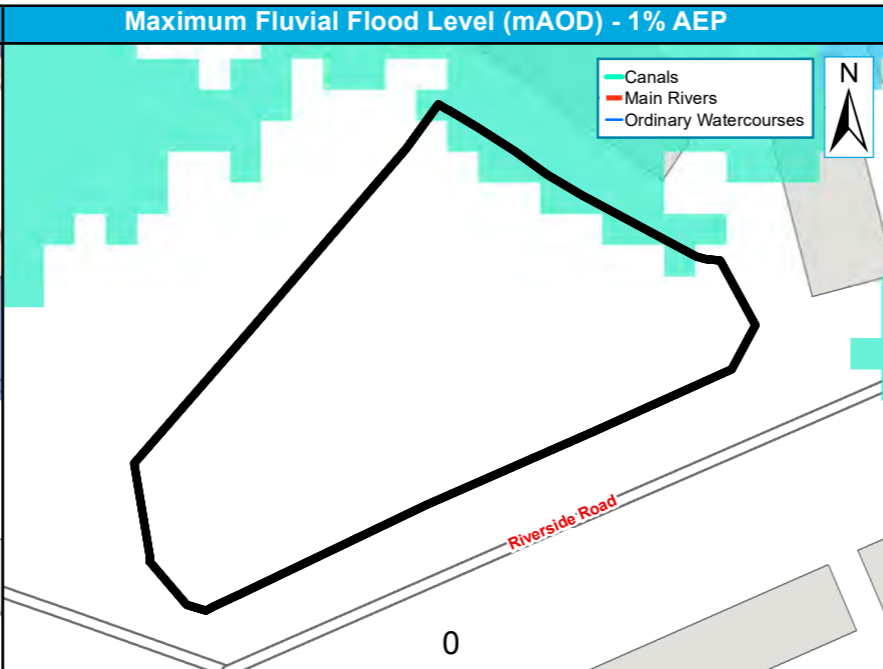 Maximum Fluvial Flood Level (mAOD) - 1% AEP
Canals
Main Rivers
Ordinary Watercourses
N
Riverside Road
0